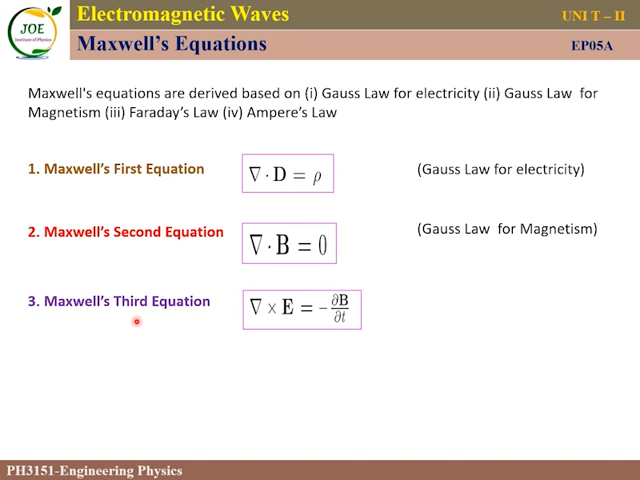 JOE
Institute of Physics
Electromagnetic Waves
UNIT – II
Maxwell's Equations
EP05A
Maxwell's equations are derived based on (i) Gauss Law for electricity (ii) Gauss Law for
Magnetism (iii) Faraday's Law (iv) Ampere's Law
1. Maxwell's First Equation
∇ · D = ρ
(Gauss Law for electricity)
2. Maxwell's Second Equation
∇ · B = 0
(Gauss Law for Magnetism)
3. Maxwell's Third Equation
∇ × E = −∂B/∂t
PH3151-Engineering Physics